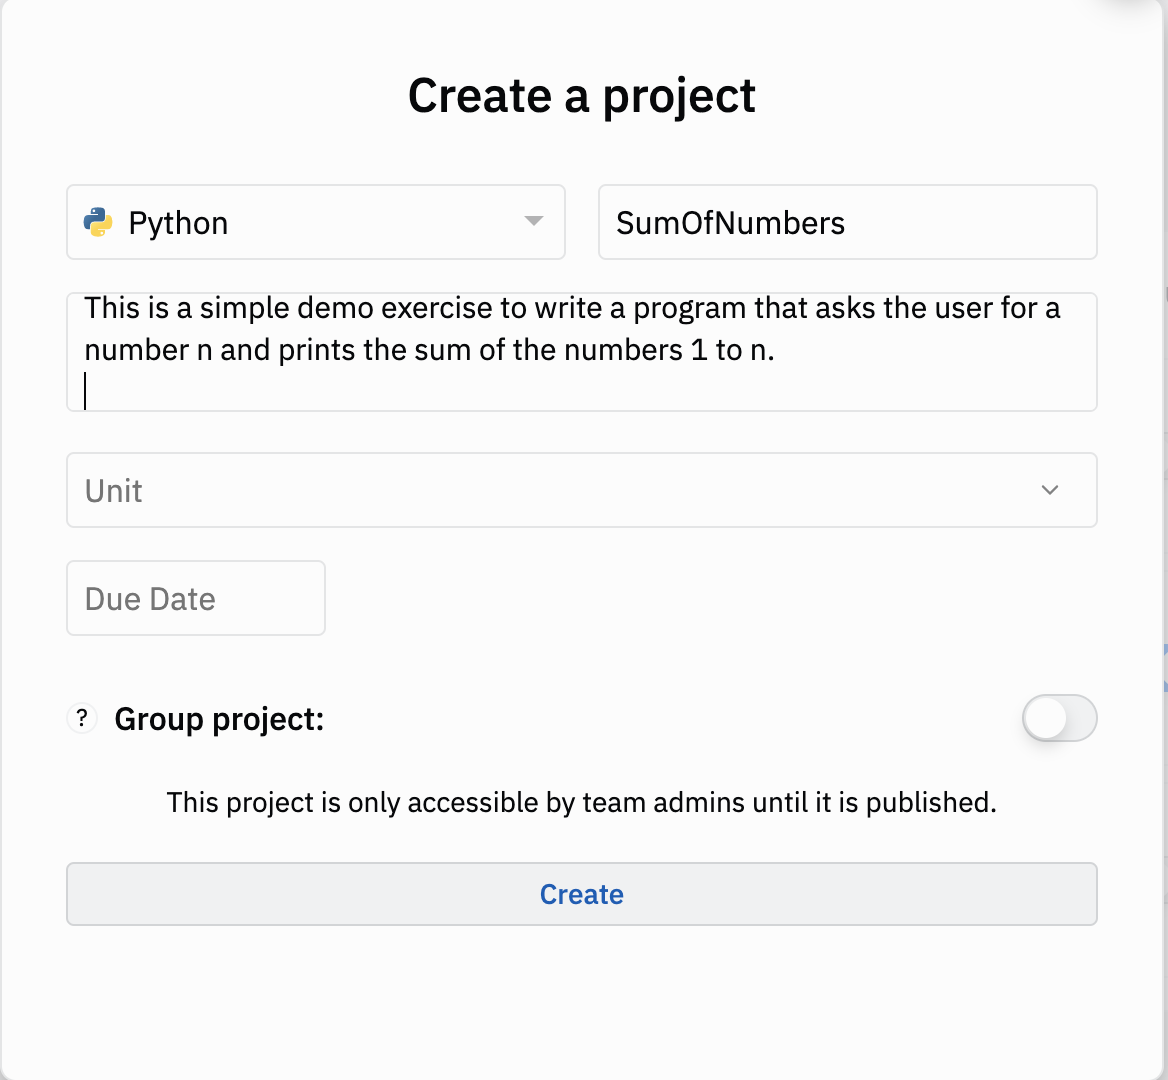 Create a project
Python
SumOfNumbers
This is a simple demo exercise to write a program that asks the user for a
number n and prints the sum of the numbers 1 to n.
Unit
Due Date
? Group project:
This project is only accessible by team admins until it is published.
Create